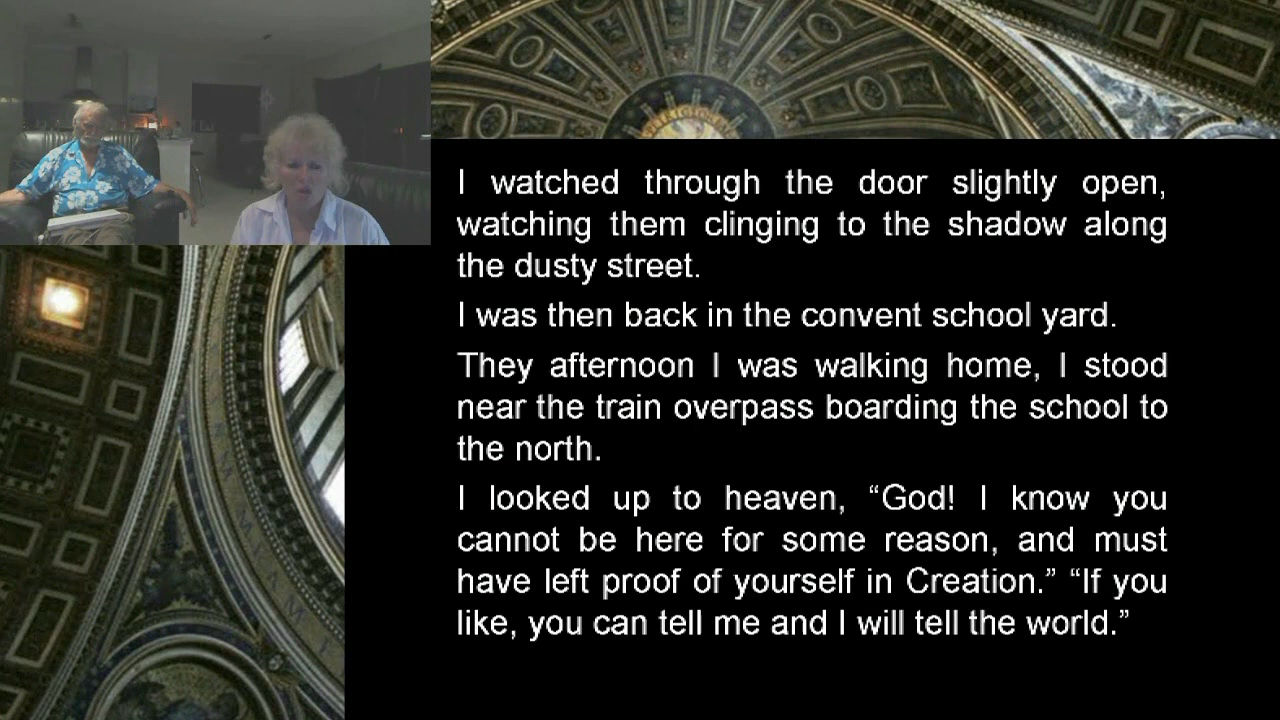 I watched through the door slightly open,
watching them clinging to the shadow along
the dusty street.
I was then back in the convent school yard.
They afternoon I was walking home, I stood
near the train overpass boarding the school to
the north.
I looked up to heaven, “God! I know you
cannot be here for some reason, and must
have left proof of yourself in Creation.” “If you
like, you can tell me and I will tell the world.”